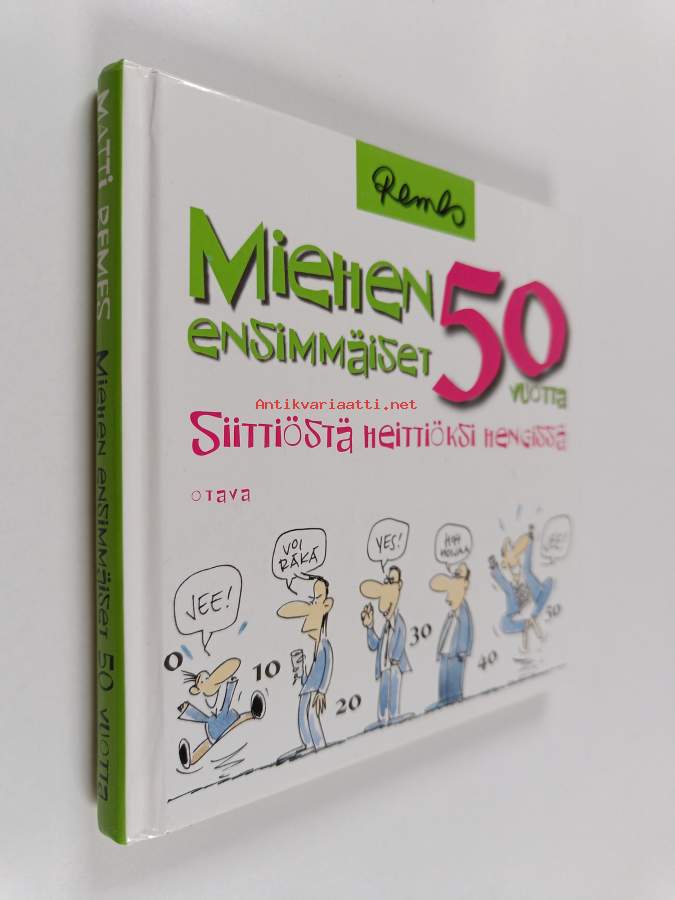 MATTI REMES Miehen ensimmäiset 50 vuotta
Remes
Miehen 50
ensimmäiset
vuotta
Antikvariaatti.net
Siittiöstä heittiöksi hengissä
OTAVA
JEE!
VOI
RÄKÄ
YES!
HOH
JEE!
0
10
20
30
40
50